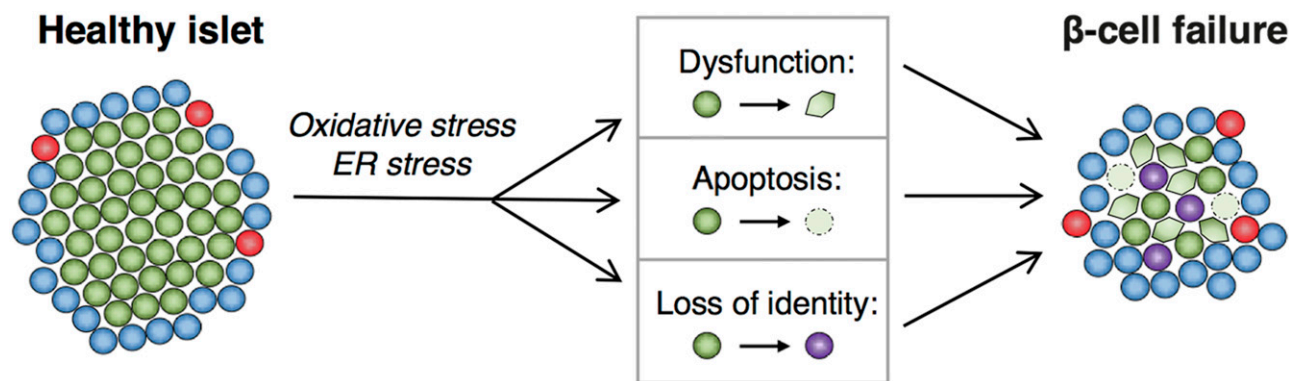 Healthy islet
Oxidative stress
ER stress
Dysfunction:
Apoptosis:
Loss of identity:
β-cell failure